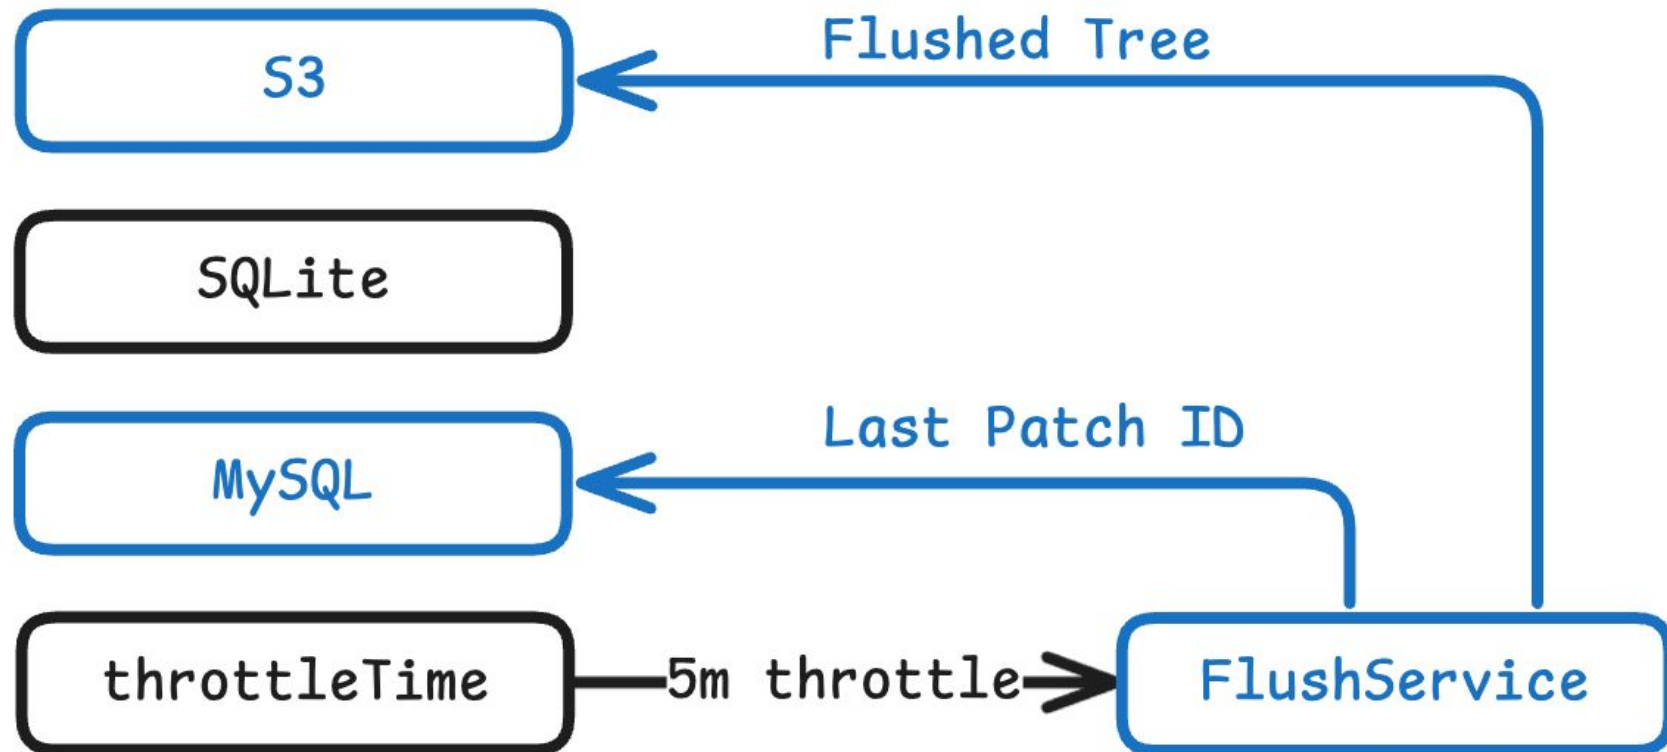 Flushed Tree
S3
SQLite
Last Patch ID
MySQL
throttleTime
5m throttle
FlushService